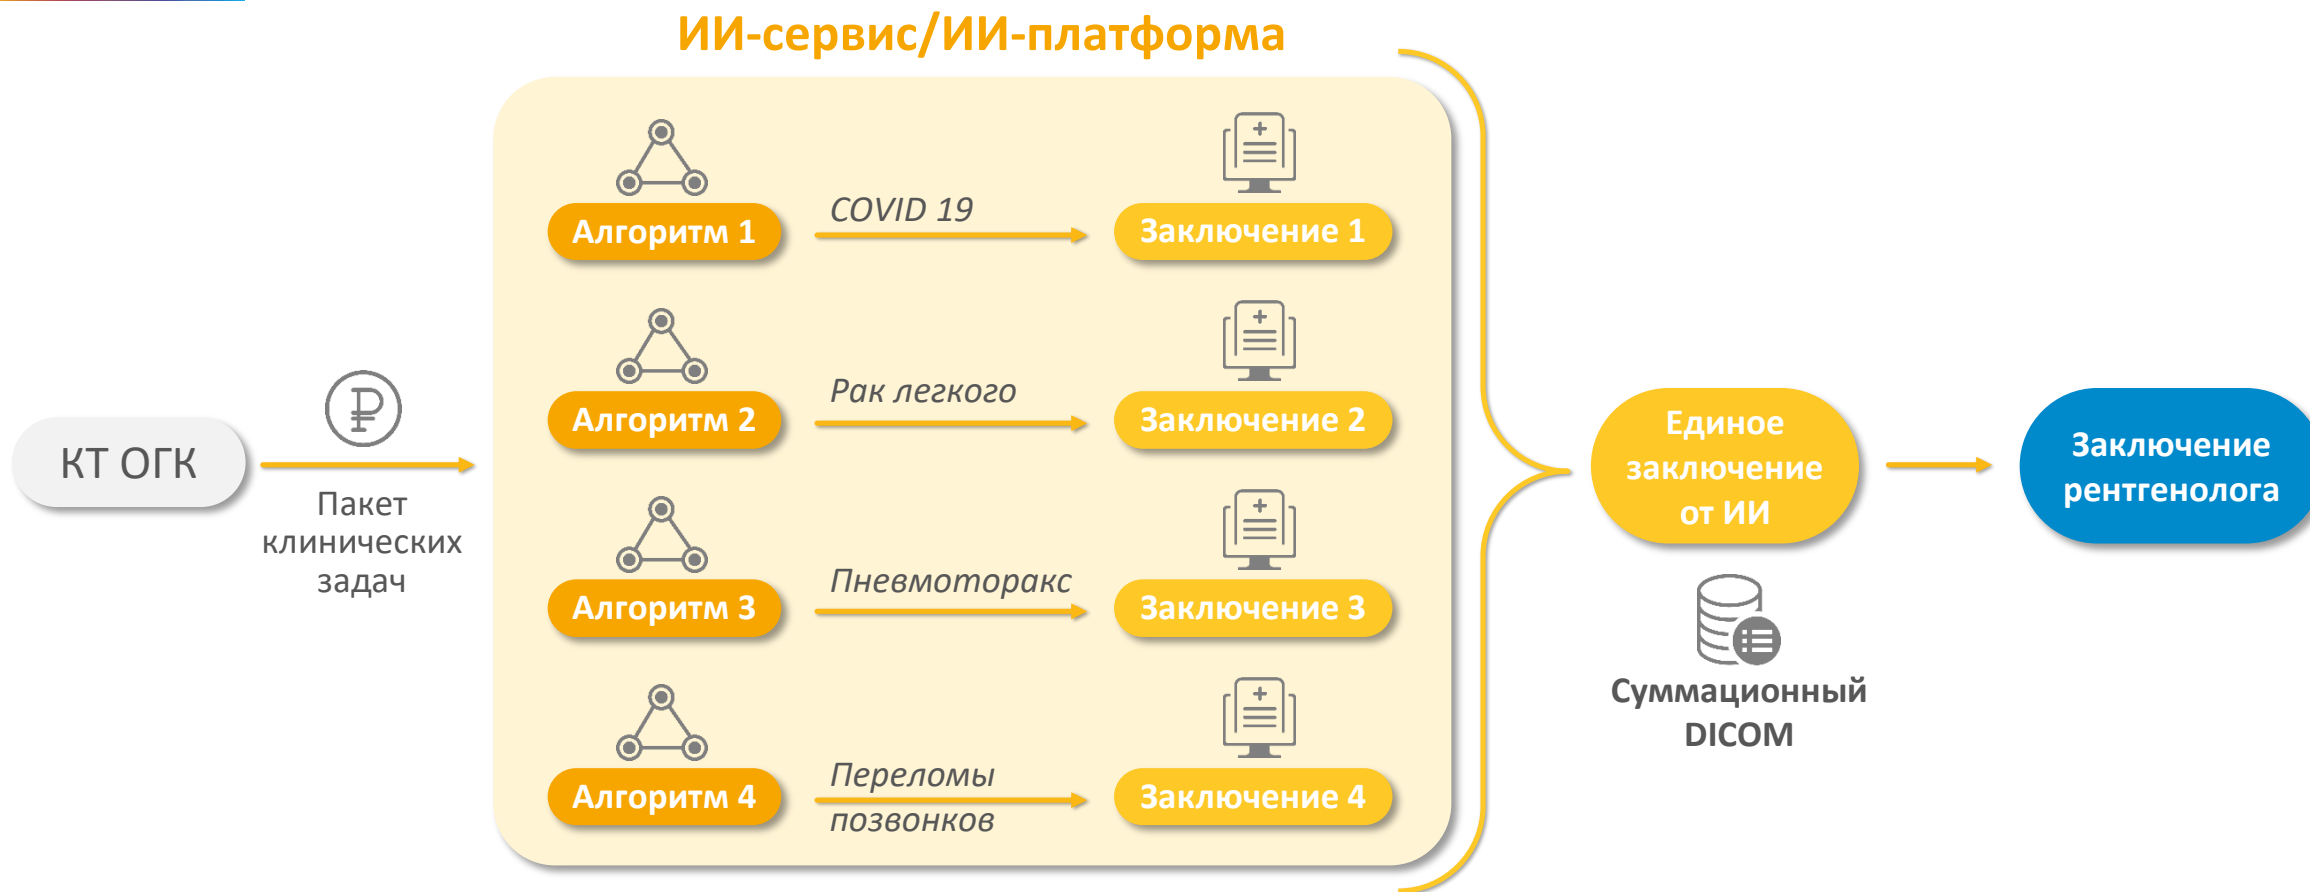 ИИ-сервис/ИИ-платформа
КТ ОГК
Пакет
клинических
задач
Алгоритм 1
COVID 19
Заключение 1
Алгоритм 2
Рак легкого
Заключение 2
Алгоритм 3
Пневмоторакс
Заключение 3
Алгоритм 4
Переломы
позвонков
Заключение 4
Единое
заключение
от ИИ
Суммационный
DICOM
Заключение
рентгенолога